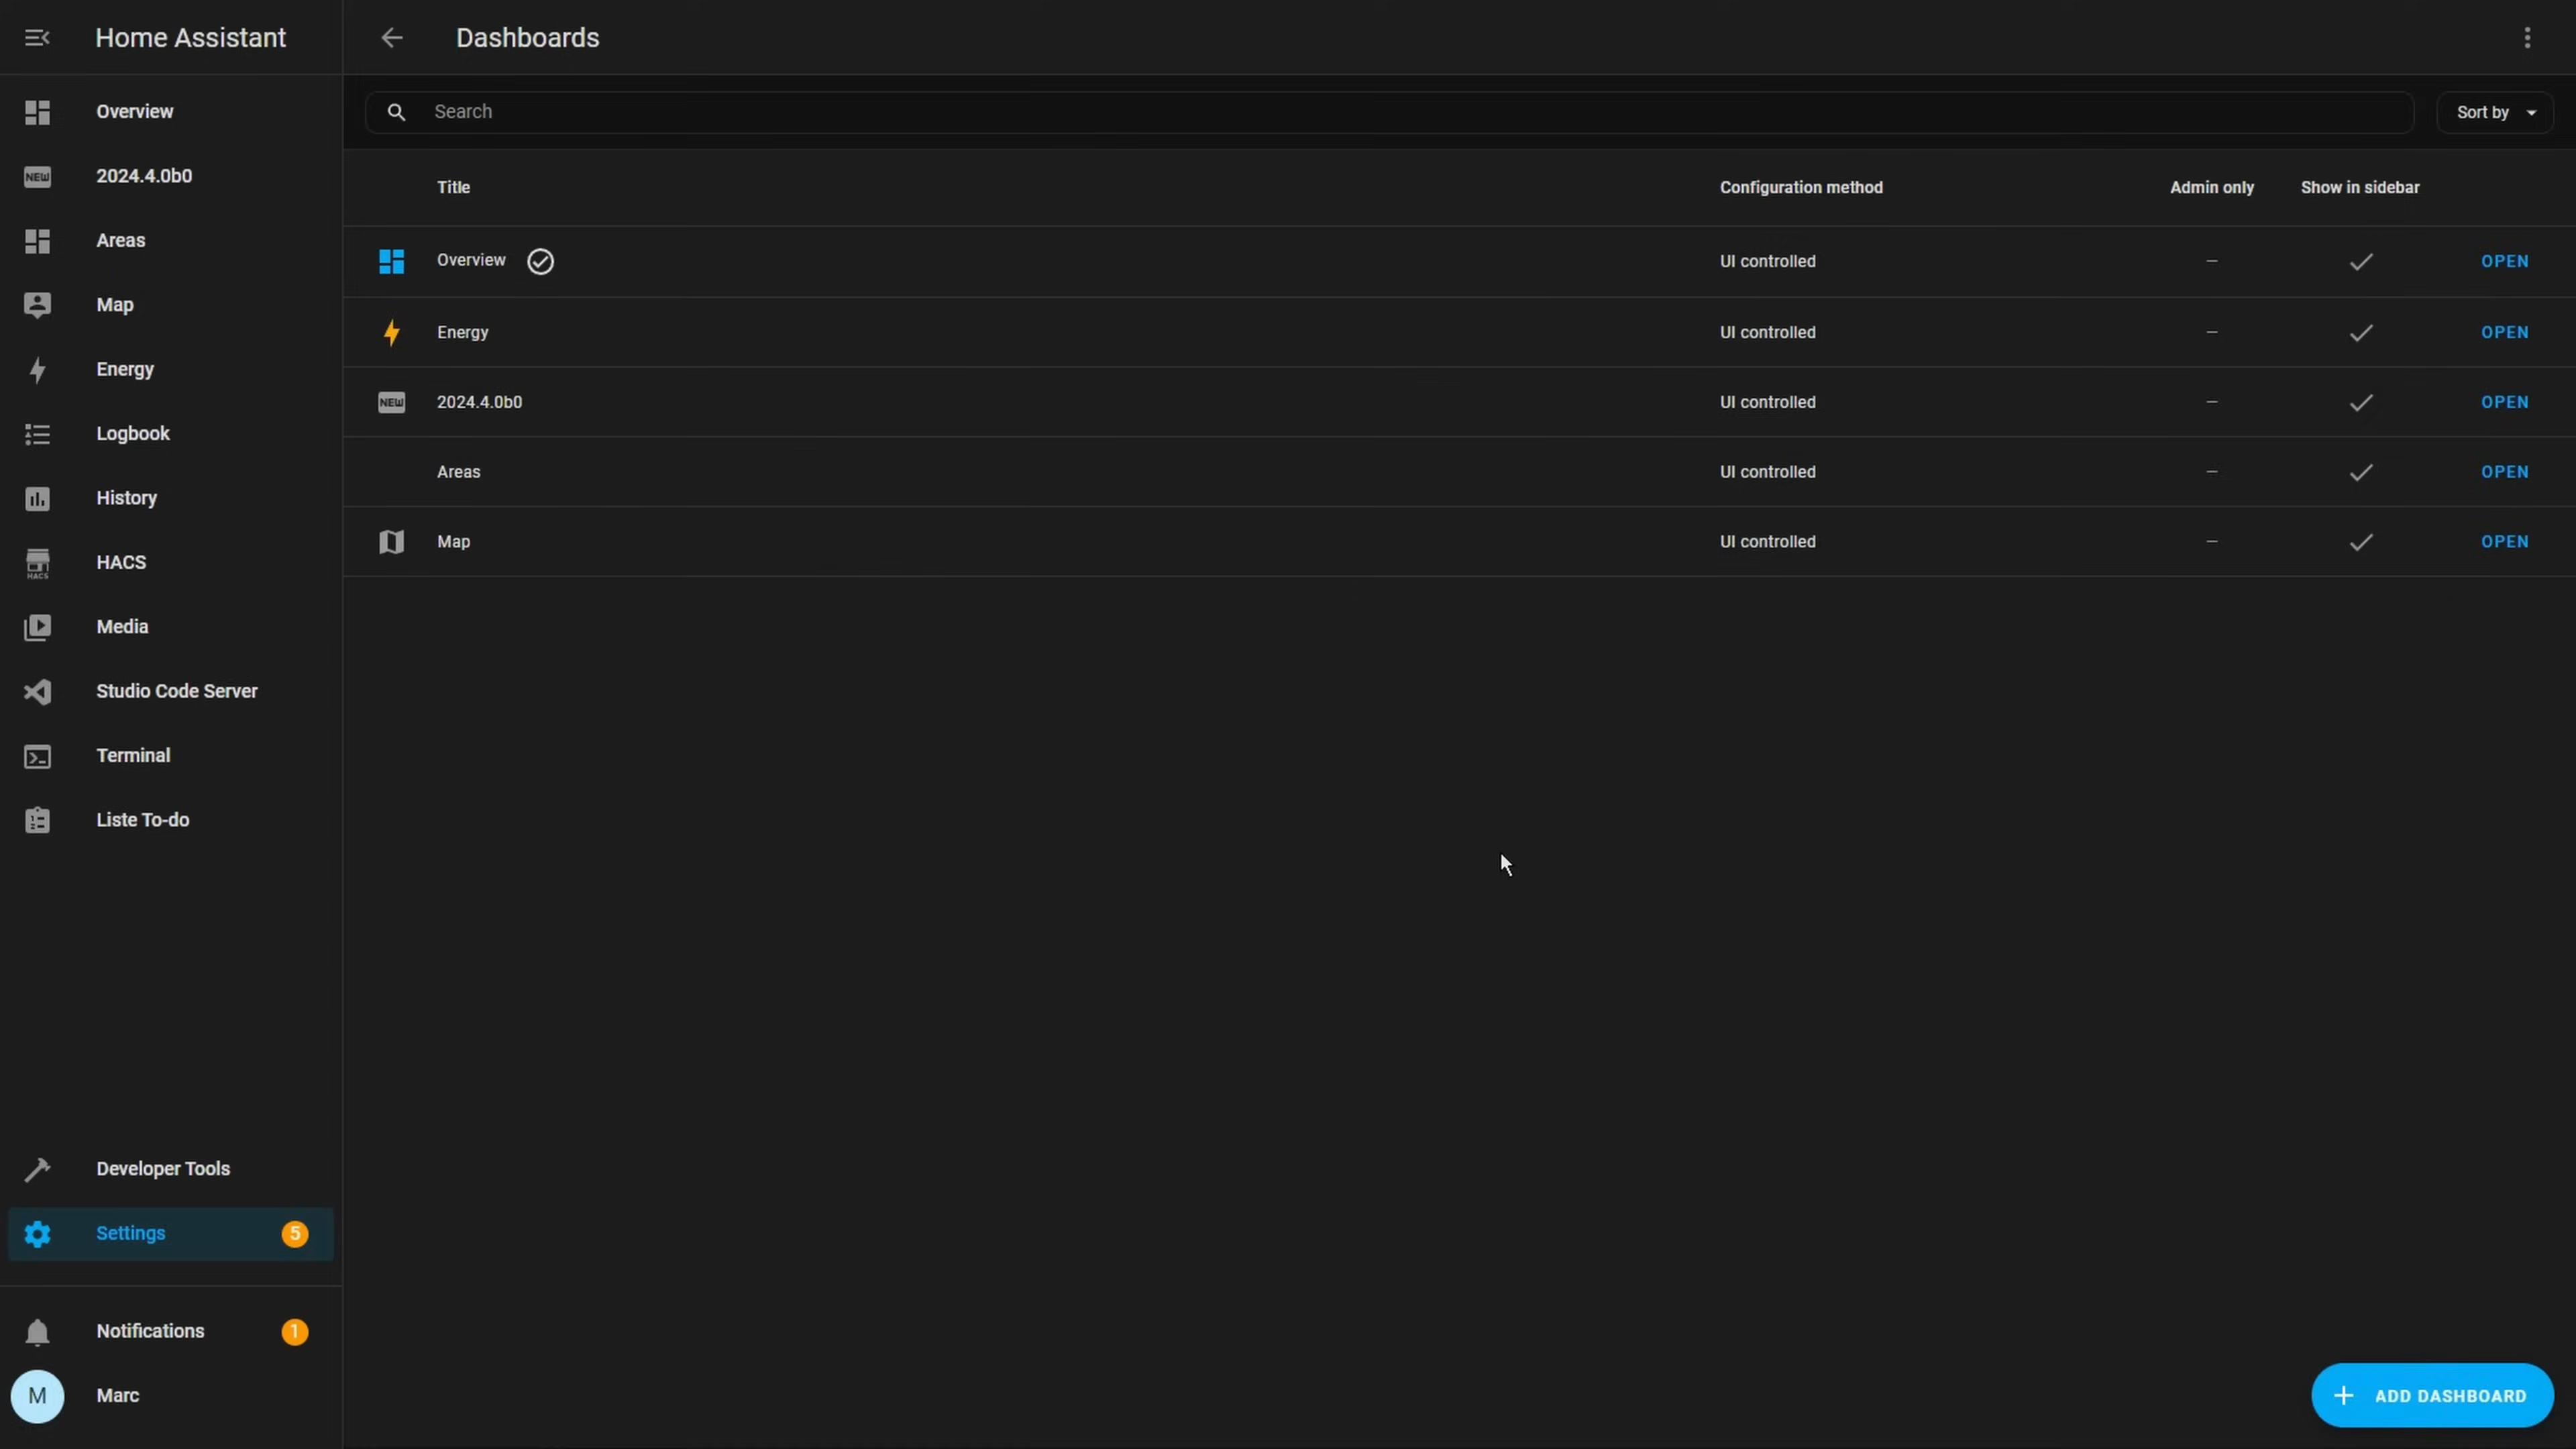 Home Assistant
Overview
NEW 2024.4.0b0
Areas
Map
Energy
Logbook
History
HACS HACS
Media
Studio Code Server
Terminal
Liste To-do
Developer Tools
Settings 5
Notifications 1
M Marc
Dashboards
Search Sort by
Title Configuration method Admin only Show in sidebar
Overview UI controlled – OPEN
Energy UI controlled – OPEN
NEW 2024.4.0b0 UI controlled – OPEN
Areas UI controlled – OPEN
Map UI controlled – OPEN
+ ADD DASHBOARD